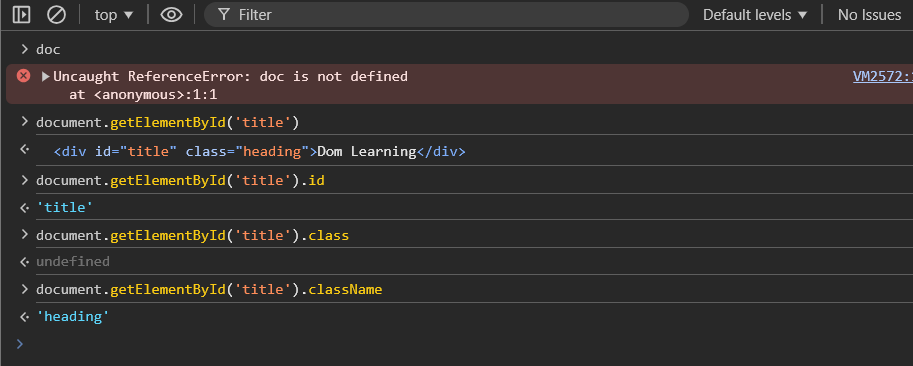 top Filter Default levels No Issues
doc
Uncaught ReferenceError: doc is not defined VM2572:1
at <anonymous>:1:1
document.getElementById('title')
<div id="title" class="heading">Dom Learning</div>
document.getElementById('title').id
'title'
document.getElementById('title').class
undefined
document.getElementById('title').className
'heading'